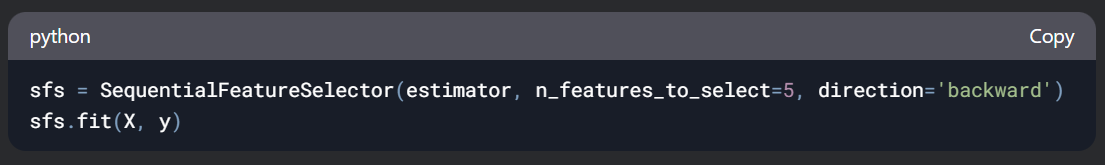 python
Copy
sfs = SequentialFeatureSelector(estimator, n_features_to_select=5, direction='backward')
sfs.fit(X, y)